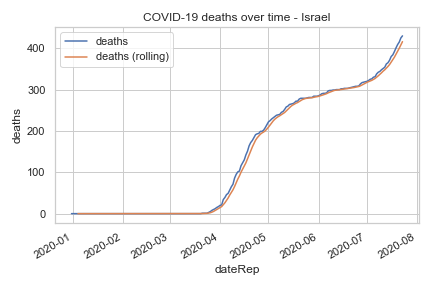 COVID-19 deaths over time - Israel
deaths
deaths (rolling)
400
300
200
100
0
deaths
2020-01
2020-02
2020-03
2020-04
2020-05
2020-06
2020-07
2020-08
dateRep